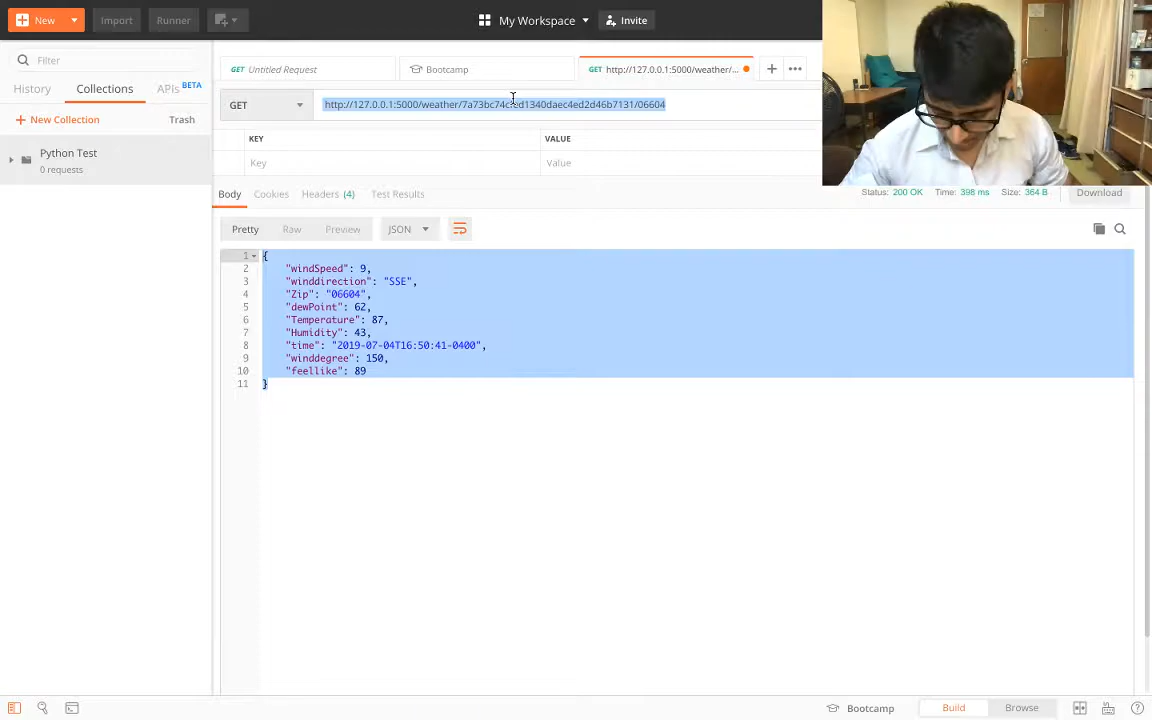 New
Import
Runner
My Workspace
Invite
Filter
History
Collections
APIs BETA
+ New Collection
Trash
Python Test
0 requests
GET Untitled Request
Bootcamp
GET http://127.0.0.1:5000/weather/...
GET
http://127.0.0.1:5000/weather/7a73bc74ced1340daec4ed2d46b7131/06604
KEY
VALUE
Key
Value
Body
Cookies
Headers (4)
Test Results
Status: 200 OK
Time: 398 ms
Size: 364 B
Download
Pretty
Raw
Preview
JSON
1 {
2 "windSpeed": 9,
3 "winddirection": "SSE",
4 "Zip": "06604",
5 "dewPoint": 62,
6 "Temperature": 87,
7 "Humidity": 43,
8 "time": "2019-07-04T16:50:41-0400",
9 "winddegree": 150,
10 "feellike": 89
11 }
Bootcamp
Build
Browse